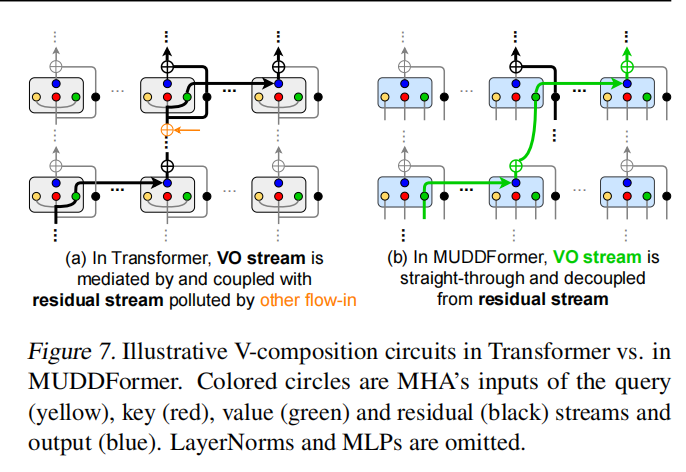 (a) In Transformer, VO stream is
mediated by and coupled with
residual stream polluted by other flow-in
(b) In MUDDFormer, VO stream is
straight-through and decoupled
from residual stream
Figure 7. Illustrative V-composition circuits in Transformer vs. in
MUDDFormer. Colored circles are MHA's inputs of the query
(yellow), key (red), value (green) and residual (black) streams and
output (blue). LayerNorms and MLPs are omitted.